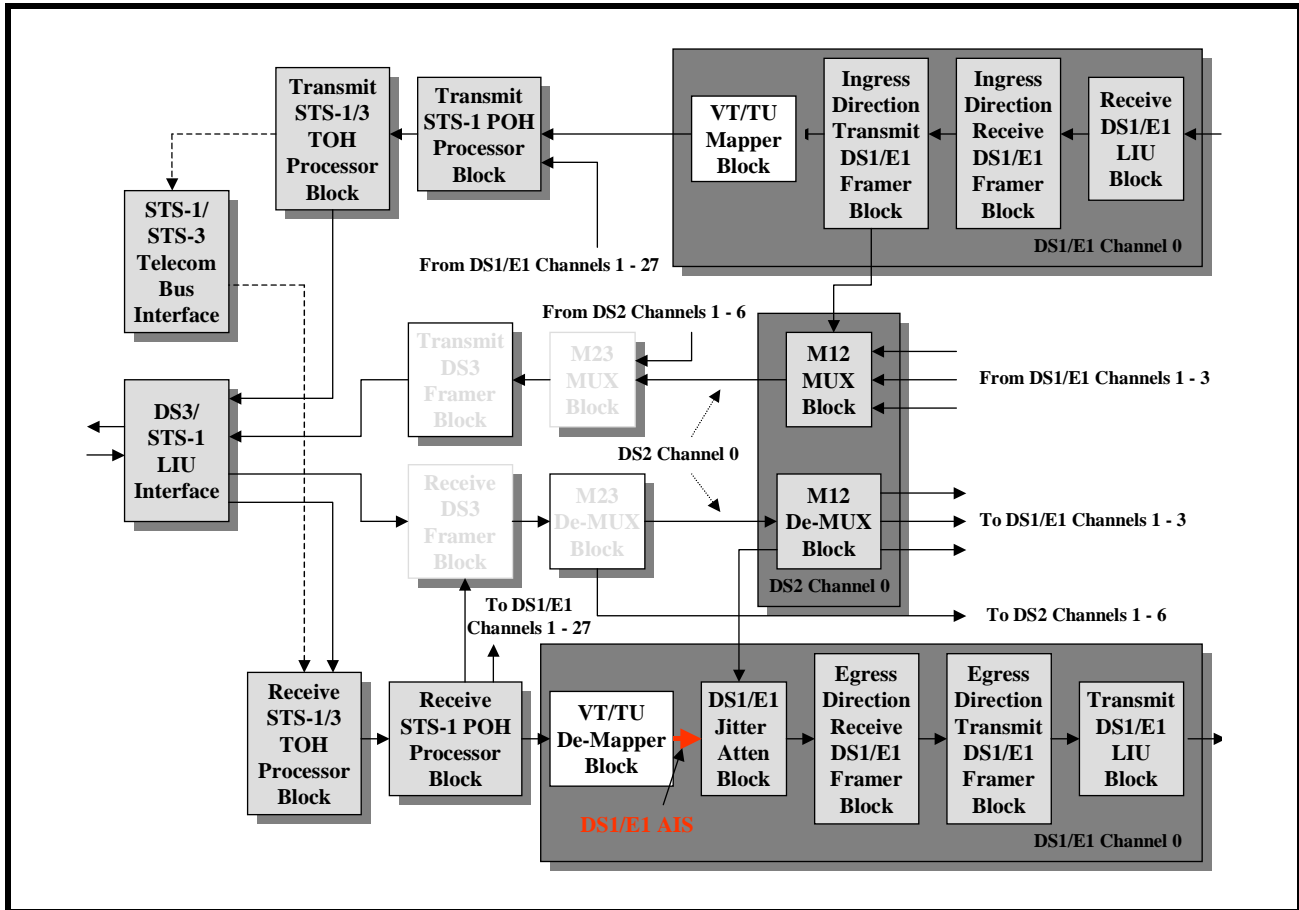 Transmit
STS-1/3
TOH
Processor
Block
Transmit
STS-1 POH
Processor
Block
VT/TU
Mapper
Block
Ingress
Direction
Transmit
DS1/E1
Framer
Block
Ingress
Direction
Receive
DS1/E1
Framer
Block
Receive
DS1/E1
LIU
Block
DS1/E1 Channel 0
STS-1/
STS-3
Telecom
Bus
Interface
From DS1/E1 Channels 1 - 27
From DS2 Channels 1 - 6
Transmit
DS3
Framer
Block
M23
MUX
Block
M12
MUX
Block
From DS1/E1 Channels 1 - 3
DS3/
STS-1
LIU
Interface
DS2 Channel 0
Receive
DS3
Framer
Block
M23
De-MUX
Block
M12
De-MUX
Block
To DS1/E1 Channels 1 - 3
DS2 Channel 0
To DS1/E1
Channels 1 - 27
To DS2 Channels 1 - 6
Receive
STS-1/3
TOH
Processor
Block
Receive
STS-1 POH
Processor
Block
VT/TU
De-Mapper
Block
DS1/E1
Jitter
Atten
Block
Egress
Direction
Receive
DS1/E1
Framer
Block
Egress
Direction
Transmit
DS1/E1
Framer
Block
Transmit
DS1/E1
LIU
Block
DS1/E1 AIS
DS1/E1 Channel 0